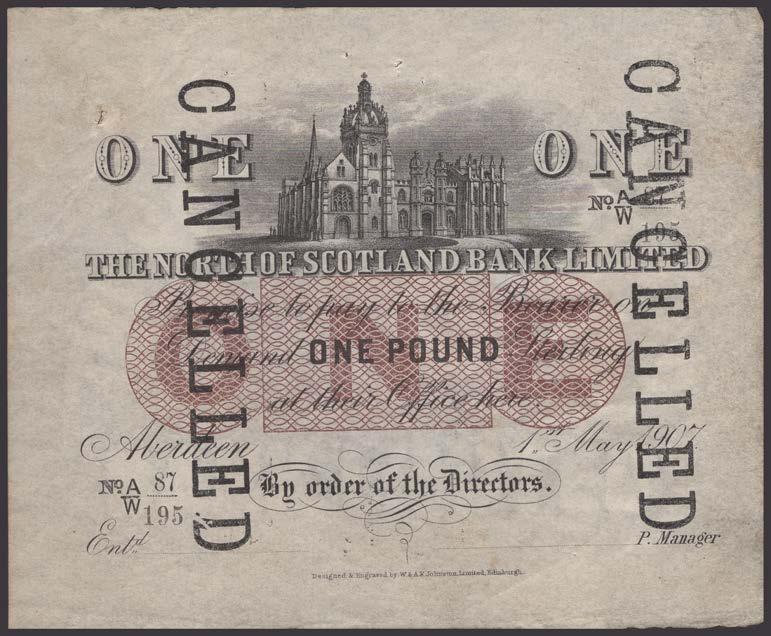 ONE ONE
No. A/W 87 195
THE NORTH OF SCOTLAND BANK LIMITED
Promise to pay to the Bearer on
Demand ONE POUND Sterling
at their Office here
ONE
Aberdeen 1st May 1907
No. A/W 87 195
By order of the Directors.
Entd.
P. Manager
Designed & Engraved by W. & A.K. Johnston, Limited, Edinburgh.
CANCELLED
CANCELLED